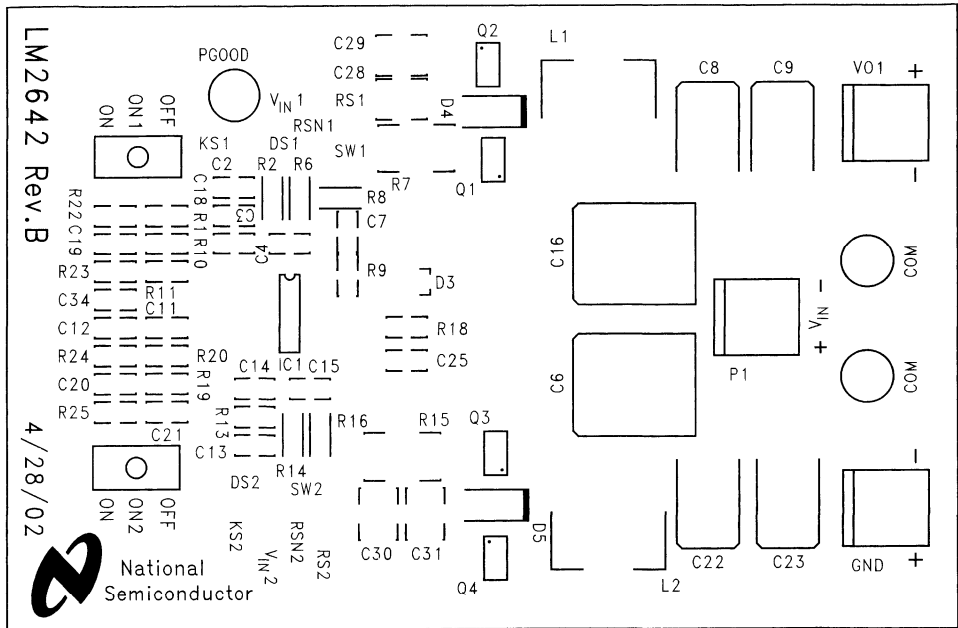 LM2642 Rev.B
4/28/02
ON
ON1
OFF
PGOOD
V_IN 1
RSN1
KS1
DS1
SW1
C29
C28
RS1
D4
Q2
L1
C8
C9
VO1
+
-
C2
R2
R6
R7
Q1
C18
R8
R22
C3
C7
C19
R1
R10
C4
R23
R9
C34
R11
C11
D3
C12
R18
C25
R24
R20
IC1
C20
R19
C14
C15
R25
C21
R13
C13
R14
R16
R15
Q3
C16
C6
COM
-
V_IN
+
P1
COM
DS2
SW2
KS2
V_IN 2
RSN2
RS2
C30
C31
Q4
D5
L2
C22
C23
-
GND
+
ON
ON2
OFF
National
Semiconductor